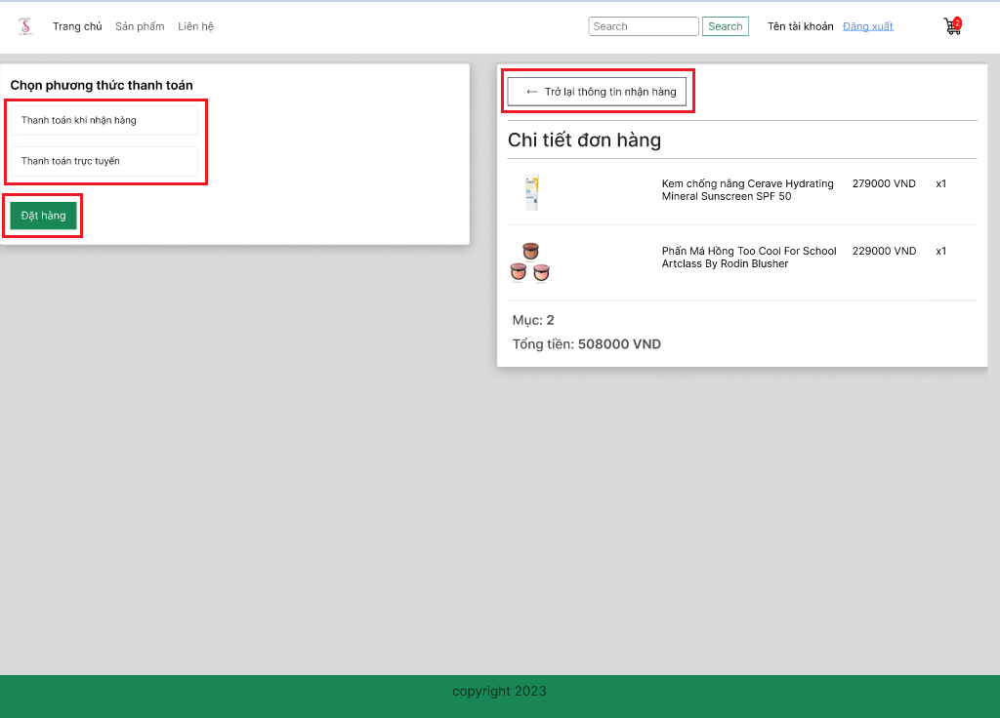 Trang chủ Sản phẩm Liên hệ Search Search Tên tài khoản Đăng xuất 2
Chọn phương thức thanh toán
Thanh toán khi nhận hàng
Thanh toán trực tuyến
Đặt hàng
← Trở lại thông tin nhận hàng
Chi tiết đơn hàng
Kem chống nắng Cerave Hydrating 279000 VND x1
Mineral Sunscreen SPF 50
Phấn Má Hồng Too Cool For School 229000 VND x1
Artclass By Rodin Blusher
Mục: 2
Tổng tiền: 508000 VND
copyright 2023